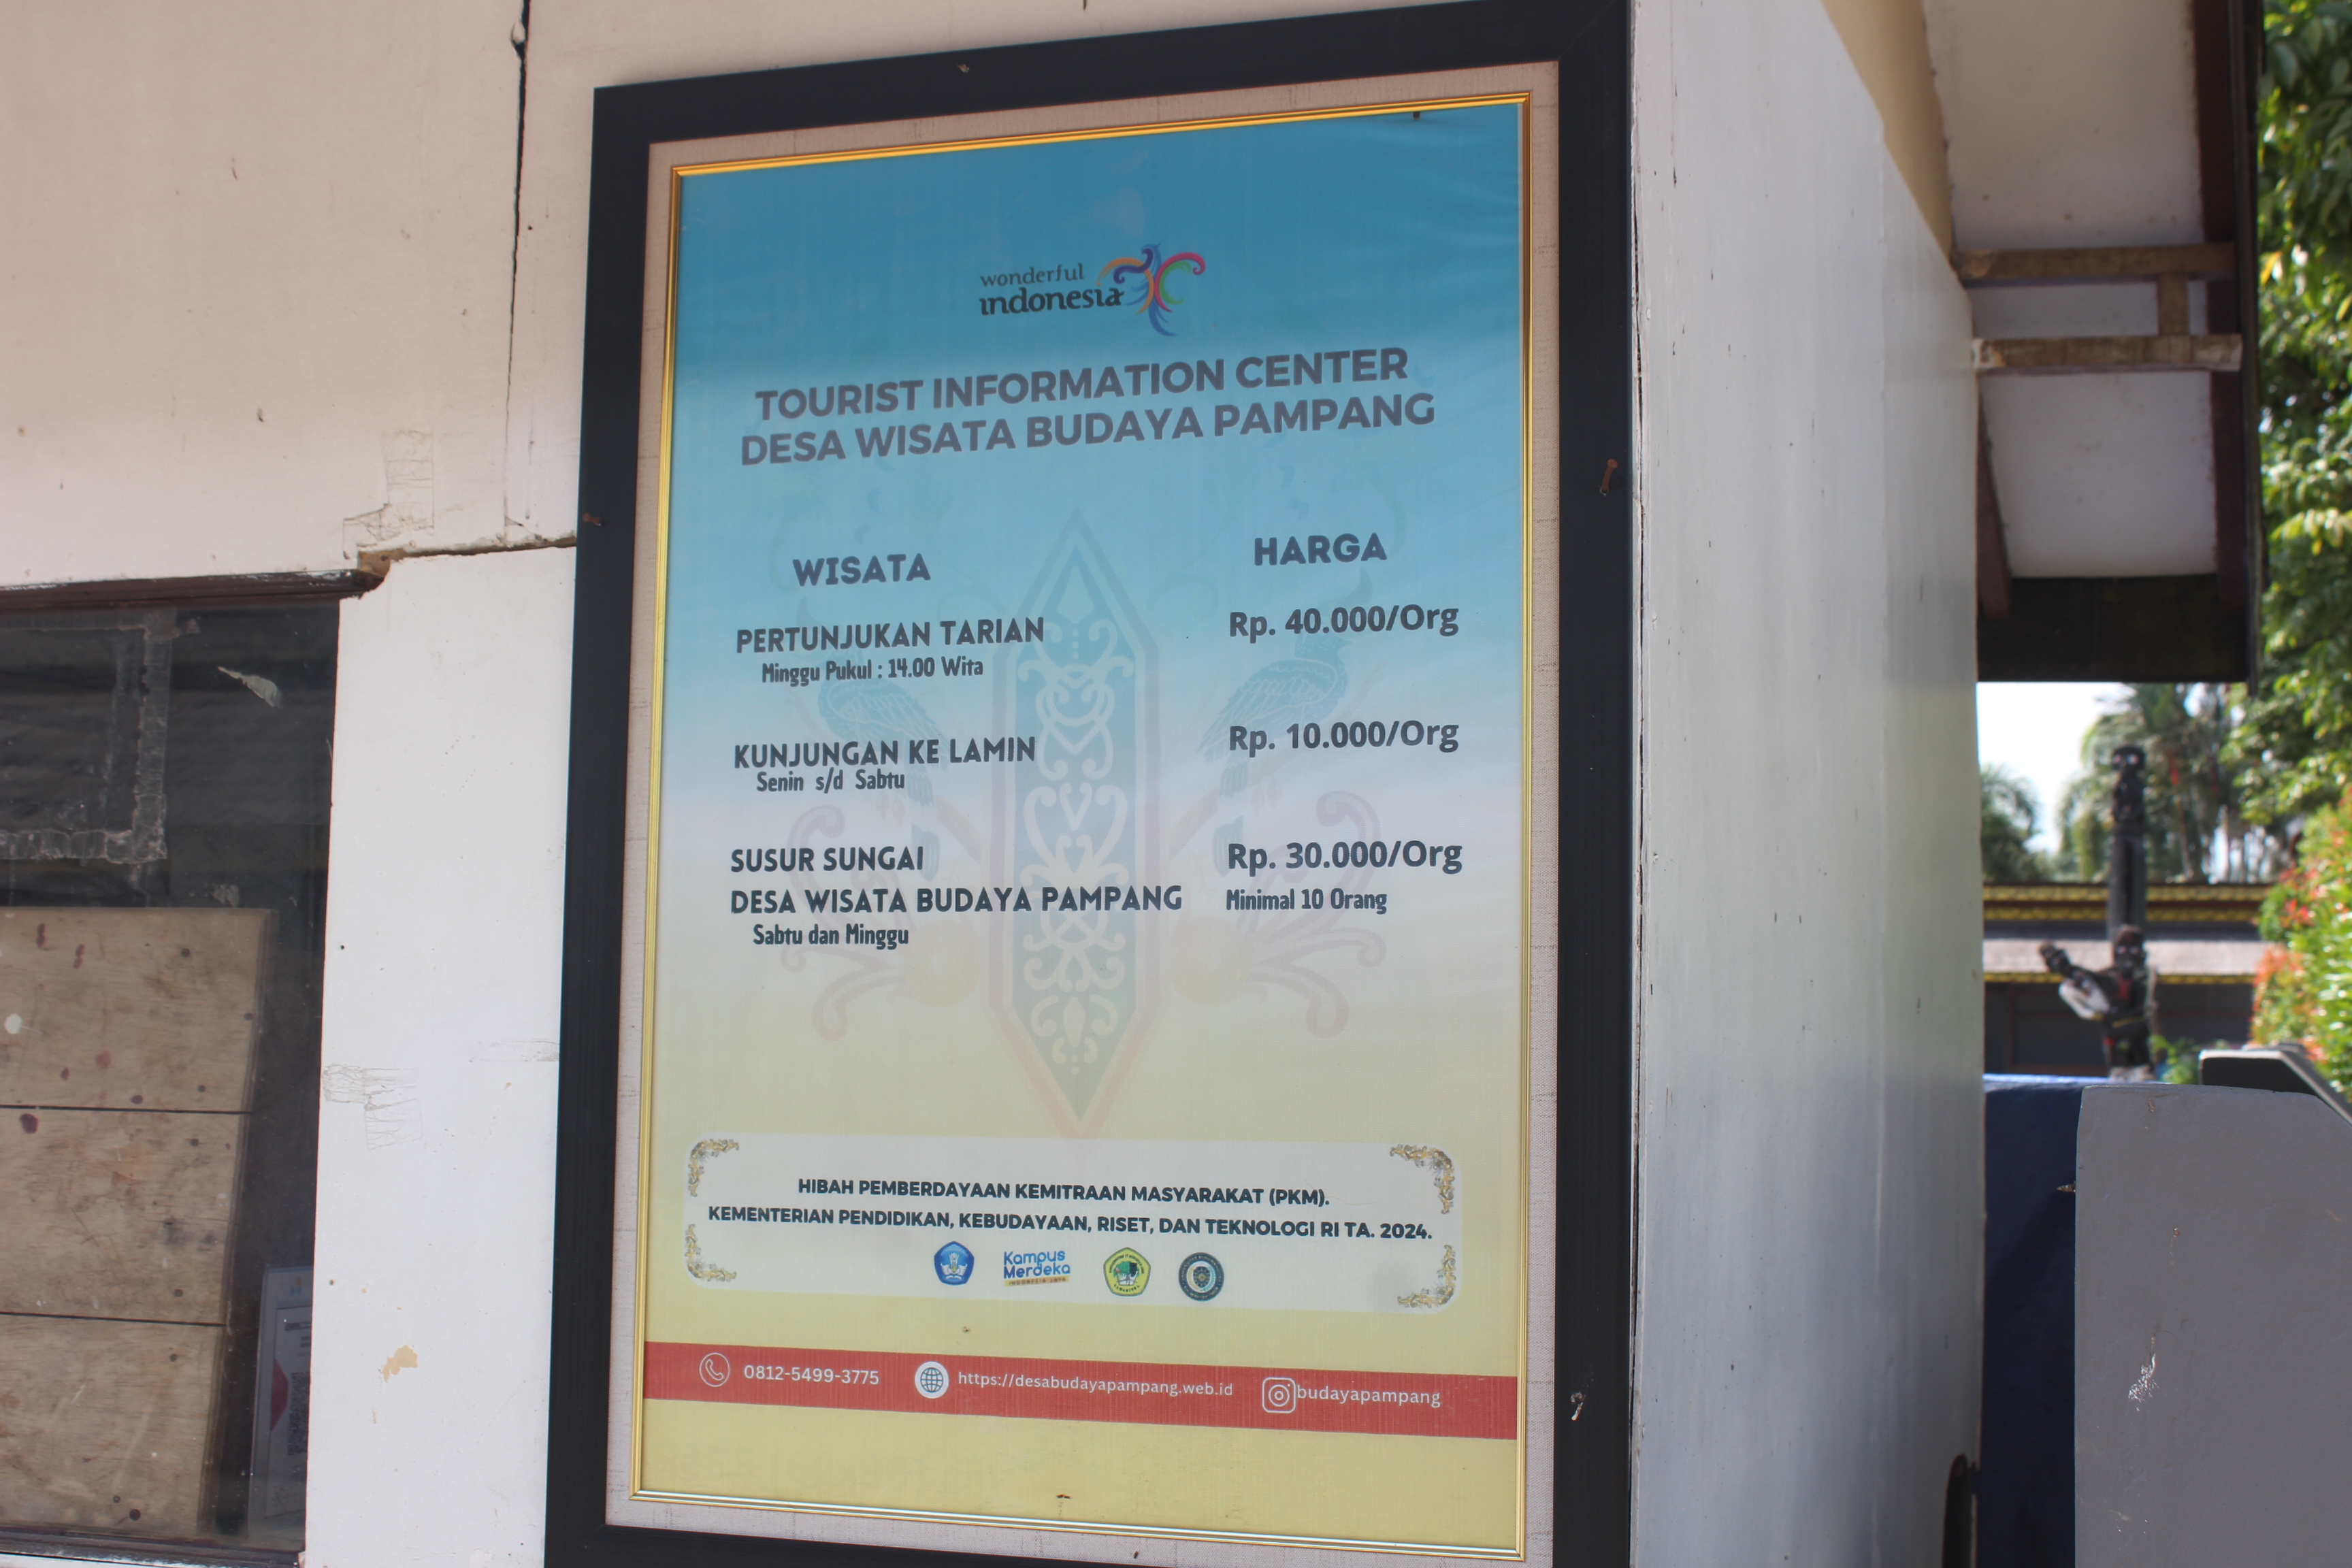 wonderful
indonesia
TOURIST INFORMATION CENTER
DESA WISATA BUDAYA PAMPANG
WISATA HARGA
PERTUNJUKAN TARIAN Rp. 40.000/Org
Minggu Pukul : 14.00 Wita
KUNJUNGAN KE LAMIN Rp. 10.000/Org
Senin s/d Sabtu
SUSUR SUNGAI Rp. 30.000/Org
DESA WISATA BUDAYA PAMPANG Minimal 10 Orang
Sabtu dan Minggu
HIBAH PEMBERDAYAAN KEMITRAAN MASYARAKAT (PKM).
KEMENTERIAN PENDIDIKAN, KEBUDAYAAN, RISET, DAN TEKNOLOGI RI TA. 2024.
Kampus
Merdeka
INDONESIA JAYA
0812-5499-3775 https://desabudayapampang.web.id budayapampang